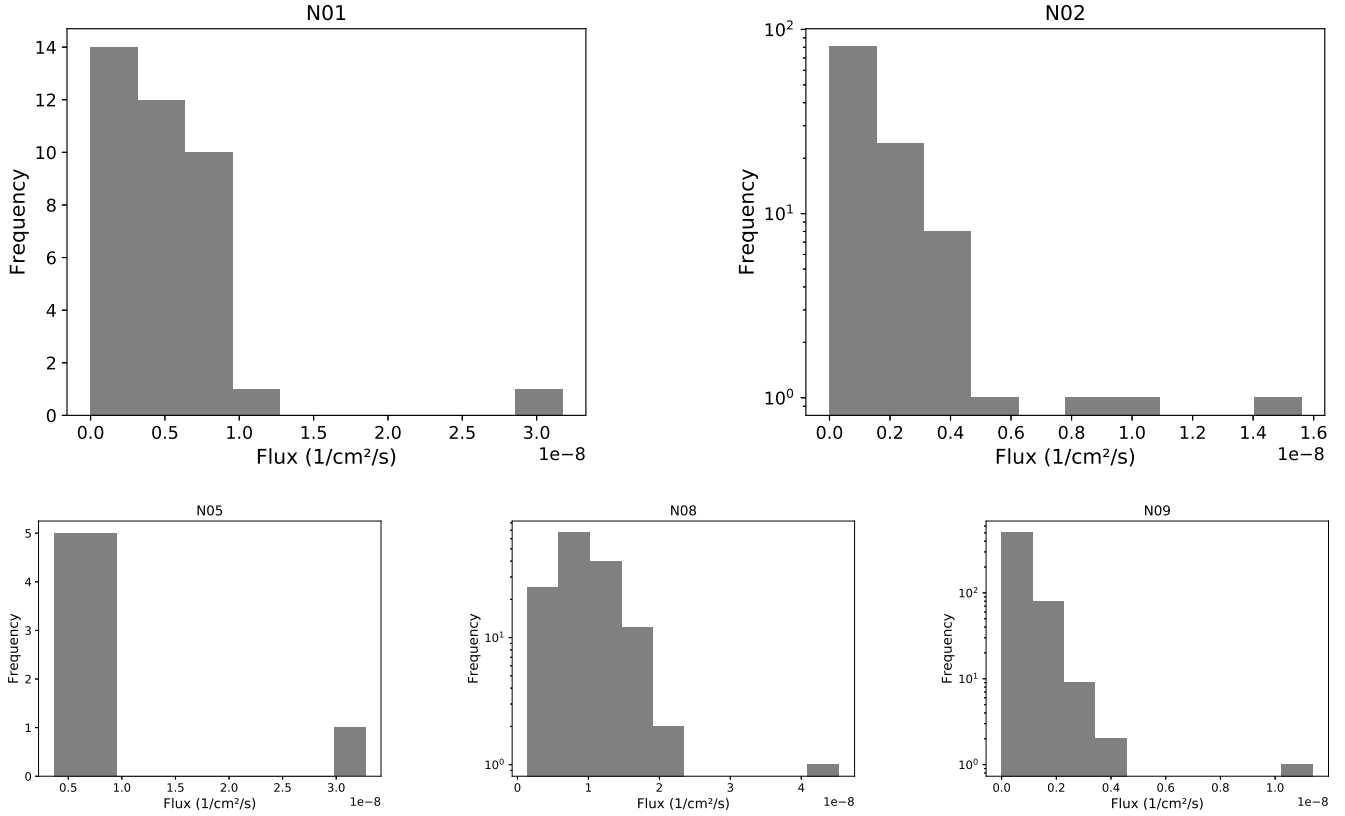 N01
Frequency
14
12
10
8
6
4
2
0
0.0 0.5 1.0 1.5 2.0 2.5 3.0
Flux (1/cm²/s)
1e−8
N02
Frequency
10²
10¹
10⁰
0.0 0.2 0.4 0.6 0.8 1.0 1.2 1.4 1.6
Flux (1/cm²/s)
1e−8
N05
Frequency
5
4
3
2
1
0
0.5 1.0 1.5 2.0 2.5 3.0
Flux (1/cm²/s)
1e−8
N08
Frequency
10¹
10⁰
0 1 2 3 4
Flux (1/cm²/s)
1e−8
N09
Frequency
10²
10¹
10⁰
0.0 0.2 0.4 0.6 0.8 1.0
Flux (1/cm²/s)
1e−8